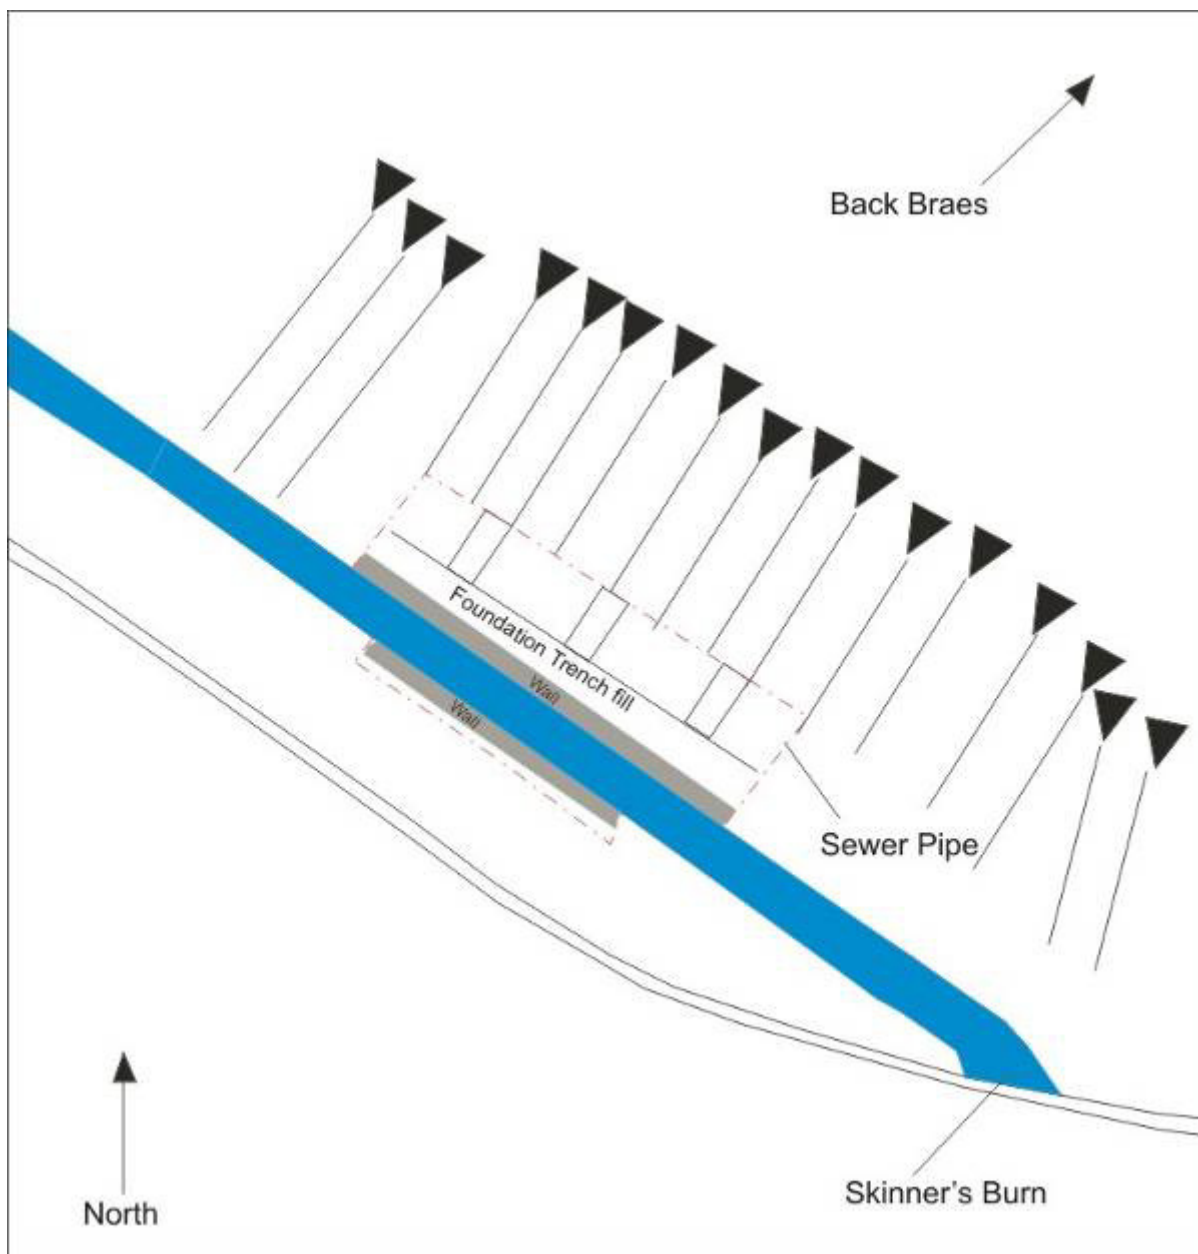 Back Braes
Foundation Trench fill
Wall
Wall
Sewer Pipe
Skinner's Burn
North